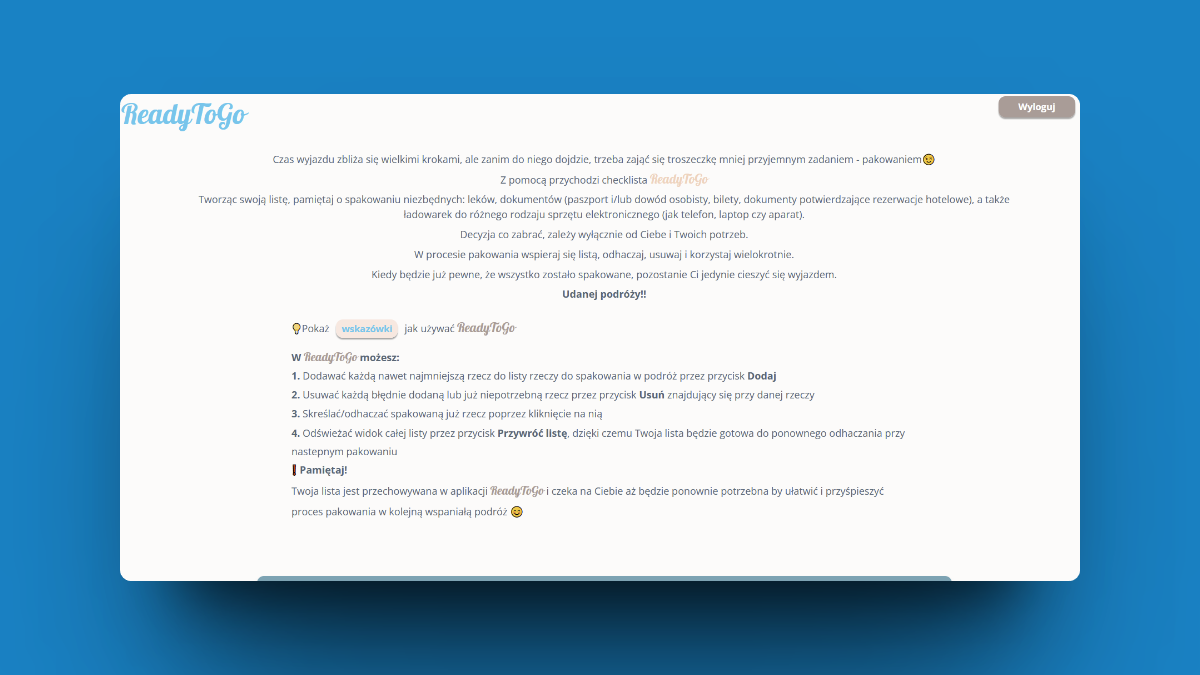 ReadyToGo
Wyloguj
Czas wyjazdu zbliża się wielkimi krokami, ale zanim do niego dojdzie, trzeba zająć się troszeczkę mniej przyjemnym zadaniem - pakowaniem😉
Z pomocą przychodzi checklista ReadyToGo
Tworząc swoją listę, pamiętaj o spakowaniu niezbędnych: leków, dokumentów (paszport i/lub dowód osobisty, bilety, dokumenty potwierdzające rezerwacje hotelowe), a także
ładowarek do różnego rodzaju sprzętu elektronicznego (jak telefon, laptop czy aparat).
Decyzja co zabrać, zależy wyłącznie od Ciebie i Twoich potrzeb.
W procesie pakowania wspieraj się listą, odhaczaj, usuwaj i korzystaj wielokrotnie.
Kiedy będzie już pewne, że wszystko zostało spakowane, pozostanie Ci jedynie cieszyć się wyjazdem.
Udanej podróży!!
💡Pokaż wskazówki jak używać ReadyToGo
W ReadyToGo możesz:
1. Dodawać każdą nawet najmniejszą rzecz do listy rzeczy do spakowania w podróż przez przycisk Dodaj
2. Usuwać każdą błędnie dodaną lub już niepotrzebną rzecz przez przycisk Usuń znajdujący się przy danej rzeczy
3. Skreślać/odhaczać spakowaną już rzecz poprzez kliknięcie na nią
4. Odświeżać widok całej listy przez przycisk Przywróć listę, dzięki czemu Twoja lista będzie gotowa do ponownego odhaczania przy
nastepnym pakowaniu
❗ Pamiętaj!
Twoja lista jest przechowywana w aplikacji ReadyToGo i czeka na Ciebie aż będzie ponownie potrzebna by ułatwić i przyśpieszyć
proces pakowania w kolejną wspaniałą podróż 😊